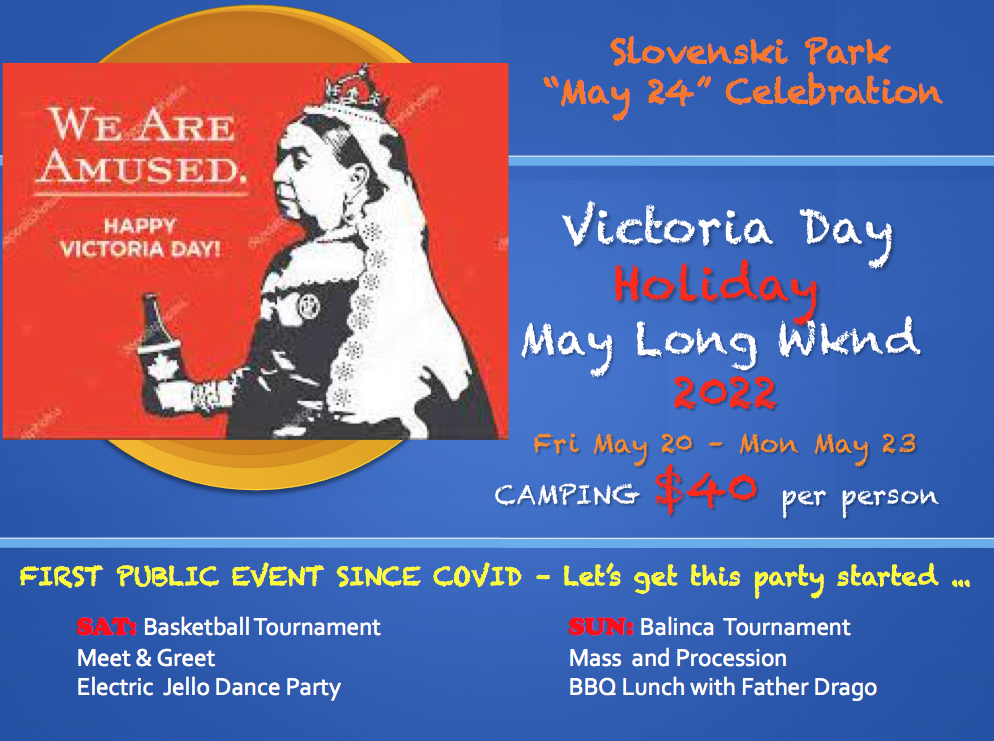 Slovenski Park
“May 24” Celebration
WE ARE
AMUSED.
HAPPY
VICTORIA DAY!
Victoria Day
Holiday
May Long Wknd
2022
Fri May 20 – Mon May 23
CAMPING $40 per person
FIRST PUBLIC EVENT SINCE COVID – Let’s get this party started ...
SAT: Basketball Tournament
Meet & Greet
Electric Jello Dance Party
SUN: Balinca Tournament
Mass and Procession
BBQ Lunch with Father Drago